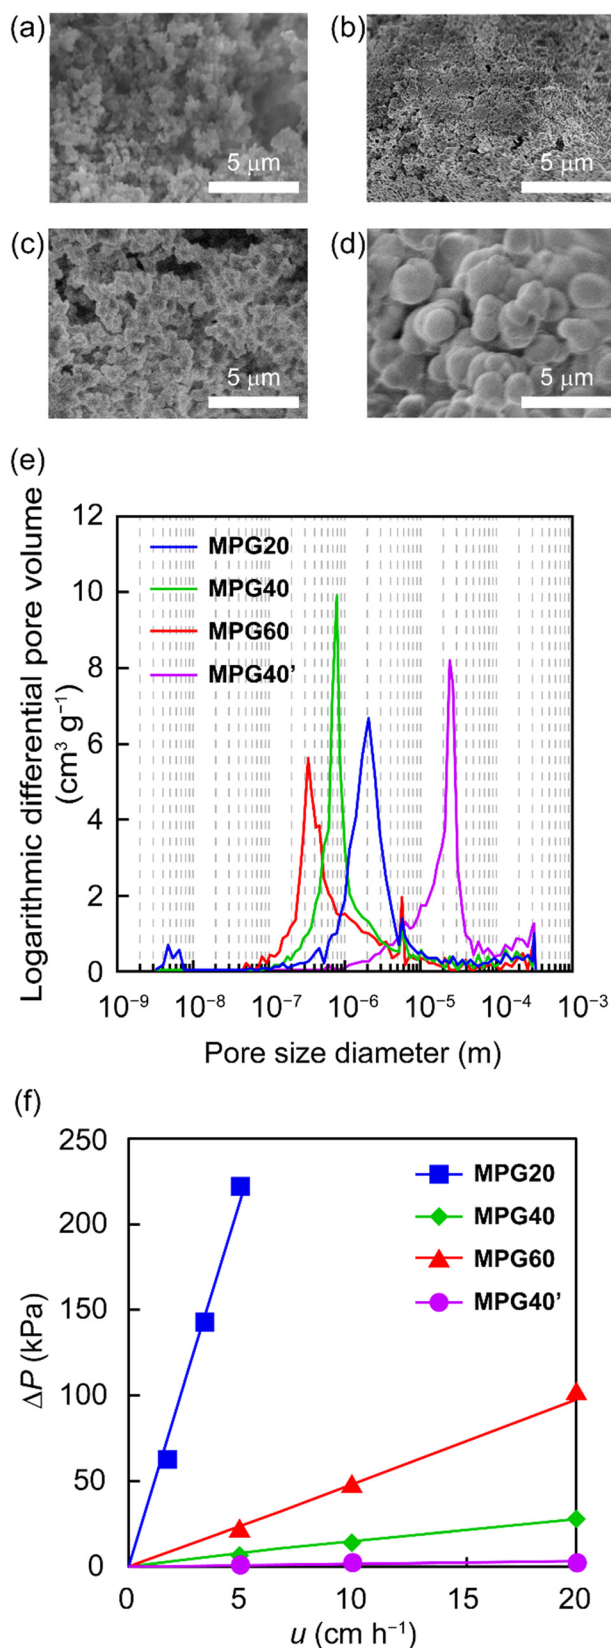 (a)
(b)
5 μm
5 μm
(c)
(d)
5 μm
5 μm
(e)
Logarithmic differential pore volume
(cm³ g⁻¹)
12
10
8
6
4
2
0
MPG20
MPG40
MPG60
MPG40’
10⁻⁹ 10⁻⁸ 10⁻⁷ 10⁻⁶ 10⁻⁵ 10⁻⁴ 10⁻³
Pore size diameter (m)
(f)
ΔP (kPa)
250
200
150
100
50
0
MPG20
MPG40
MPG60
MPG40’
0 5 10 15 20
u (cm h⁻¹)